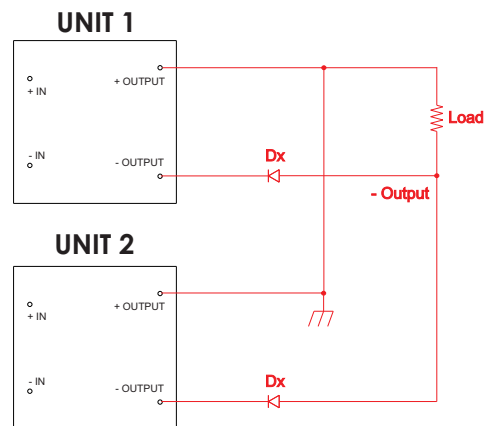 UNIT 1
+ IN
+ OUTPUT
Load
- IN
- OUTPUT
Dx
- Output
UNIT 2
+ IN
+ OUTPUT
- IN
- OUTPUT
Dx